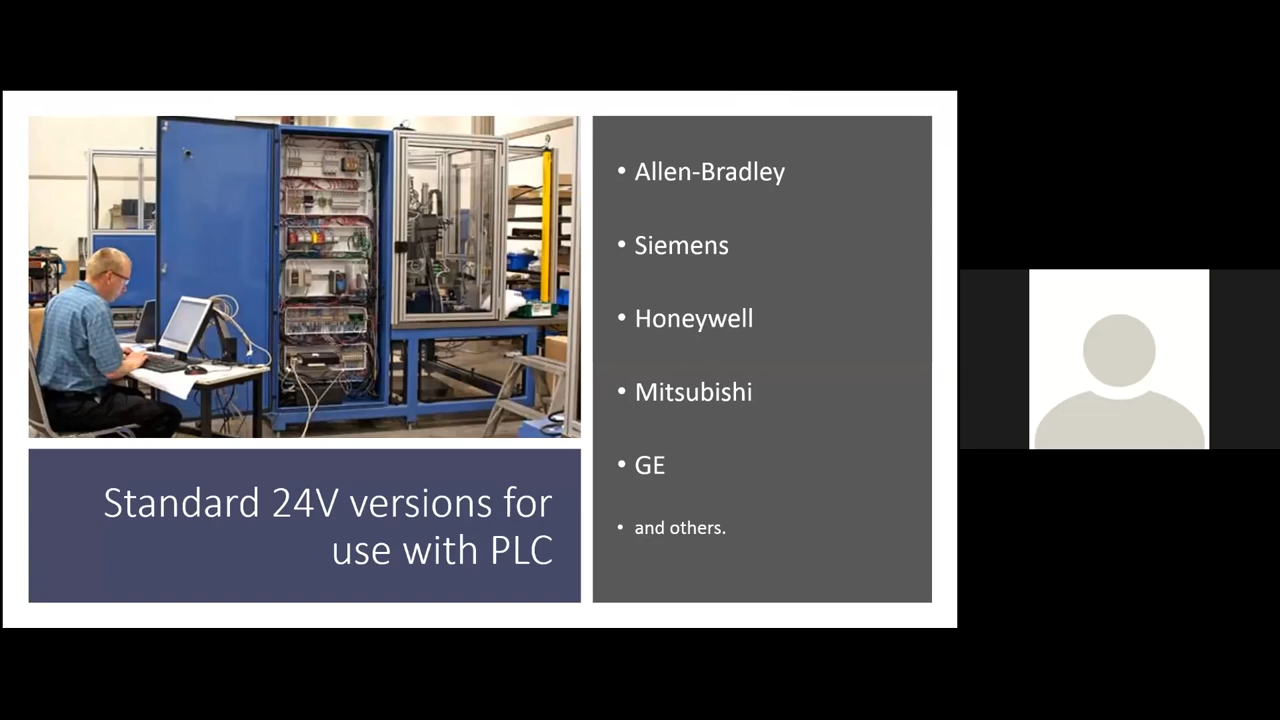 Standard 24V versions for
use with PLC
• Allen-Bradley
• Siemens
• Honeywell
• Mitsubishi
• GE
• and others.